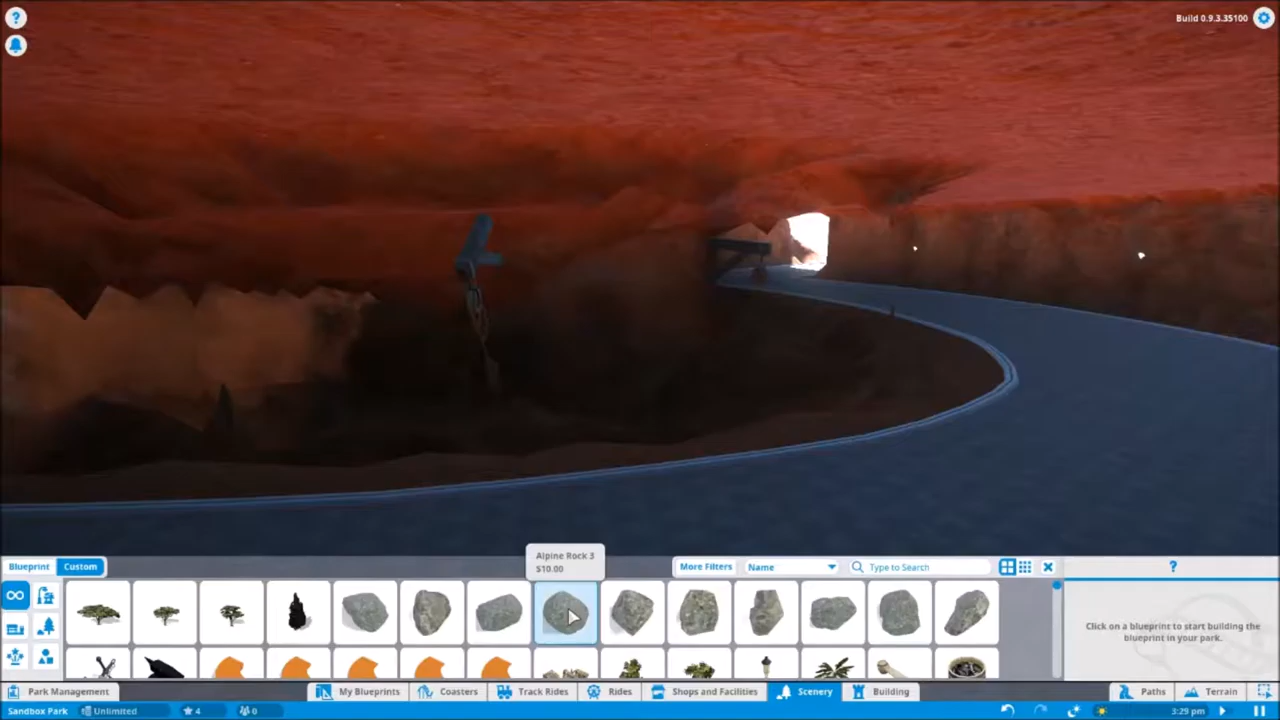 Build 0.9.3.35100
Alpine Rock 3
$10.00
Blueprint
Custom
More Filters
Name
Type to Search
?
Click on a blueprint to start building the
blueprint in your park.
Park Management
My Blueprints
Coasters
Track Rides
Rides
Shops and Facilities
Scenery
Building
Paths
Terrain
Sandbox Park
Unlimited
4
0
3:29 pm